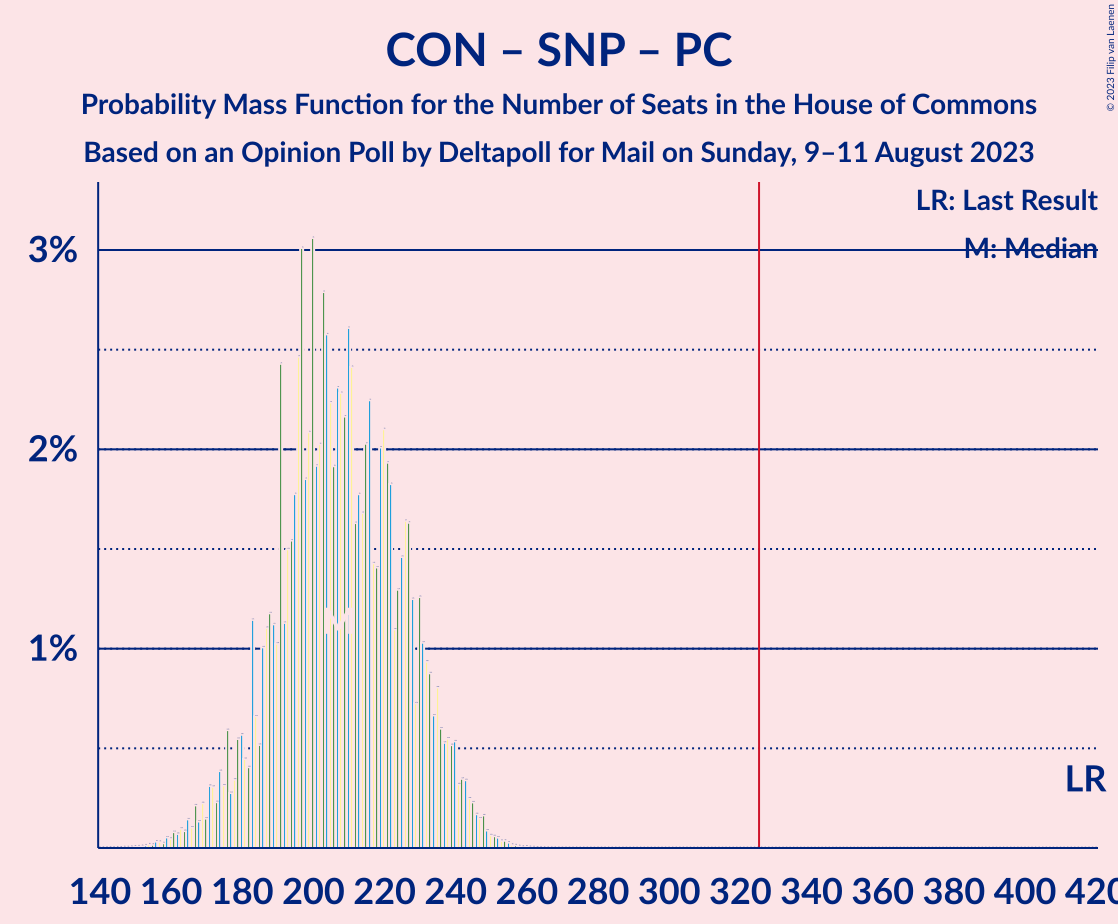 CON – SNP – PC
Probability Mass Function for the Number of Seats in the House of Commons
Based on an Opinion Poll by Deltapoll for Mail on Sunday, 9–11 August 2023
© 2023 Filip van Laenen
LR: Last Result
M: Median
3%
2%
1%
M
LR
140 160 180 200 220 240 260 280 300 320 340 360 380 400 420